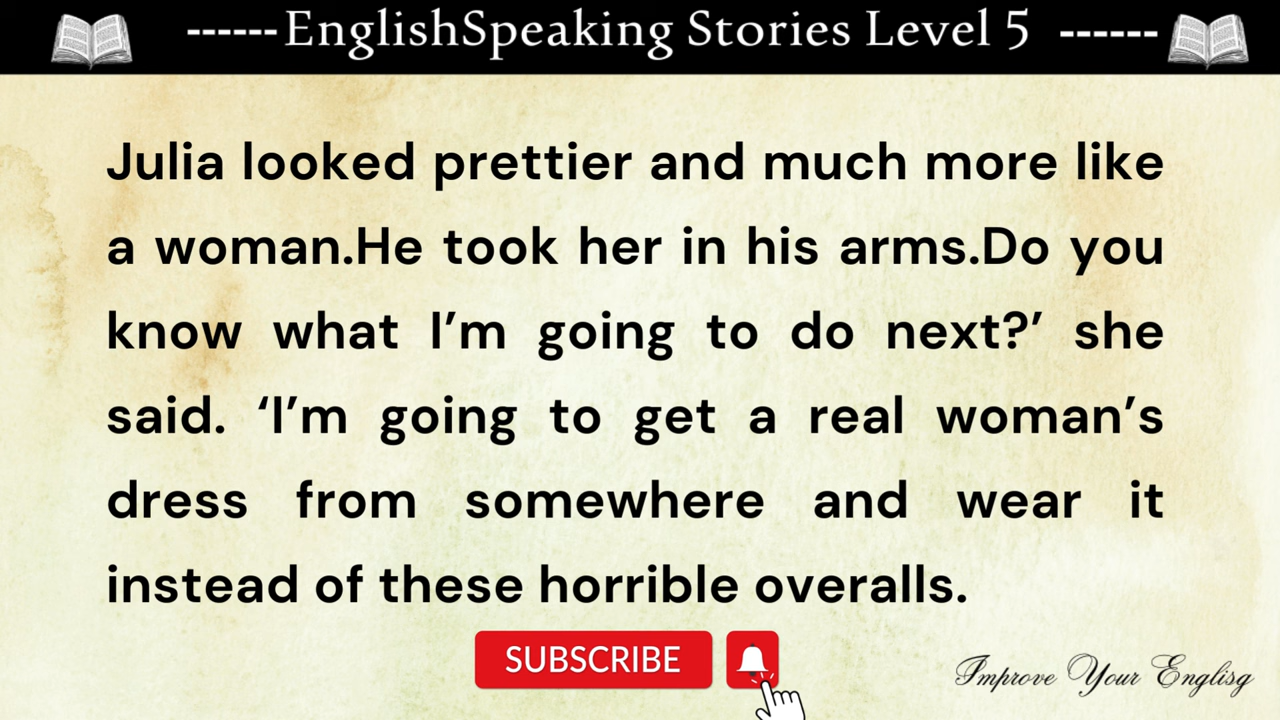 ------EnglishSpeaking Stories Level 5 ------
Julia looked prettier and much more like
a woman.He took her in his arms.Do you
know what I’m going to do next?’ she
said. ‘I’m going to get a real woman’s
dress from somewhere and wear it
instead of these horrible overalls.
SUBSCRIBE
Improve Your Englisg